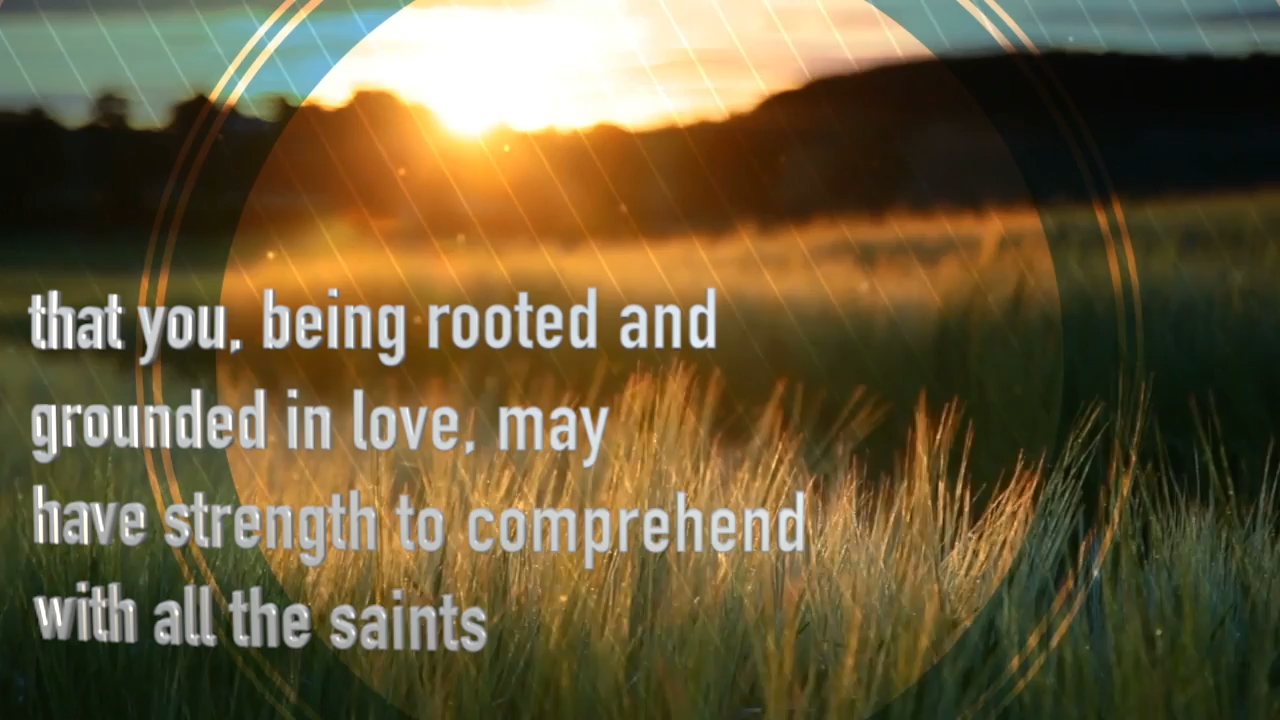 that you, being rooted and
grounded in love, may
have strength to comprehend
with all the saints